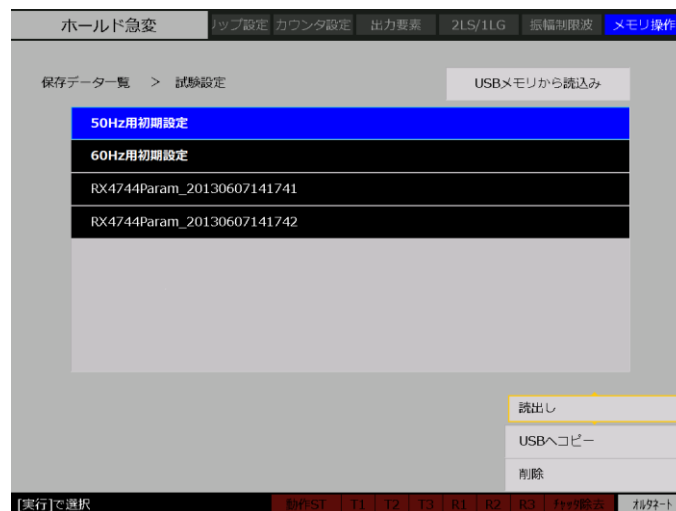 ホールド急変 リップ設定 カウンタ設定 出力要素 2LS/1LG 振幅制限波 メモリ操作
保存データ一覧 > 試験設定 USBメモリから読込み
50Hz用初期設定
60Hz用初期設定
RX4744Param_20130607141741
RX4744Param_20130607141742
読出し
USBへコピー
削除
[実行]で選択 動作ST T1 T2 T3 R1 R2 R3 ﾁｬｯﾀ除去 ｵﾙﾀﾈｰﾄ